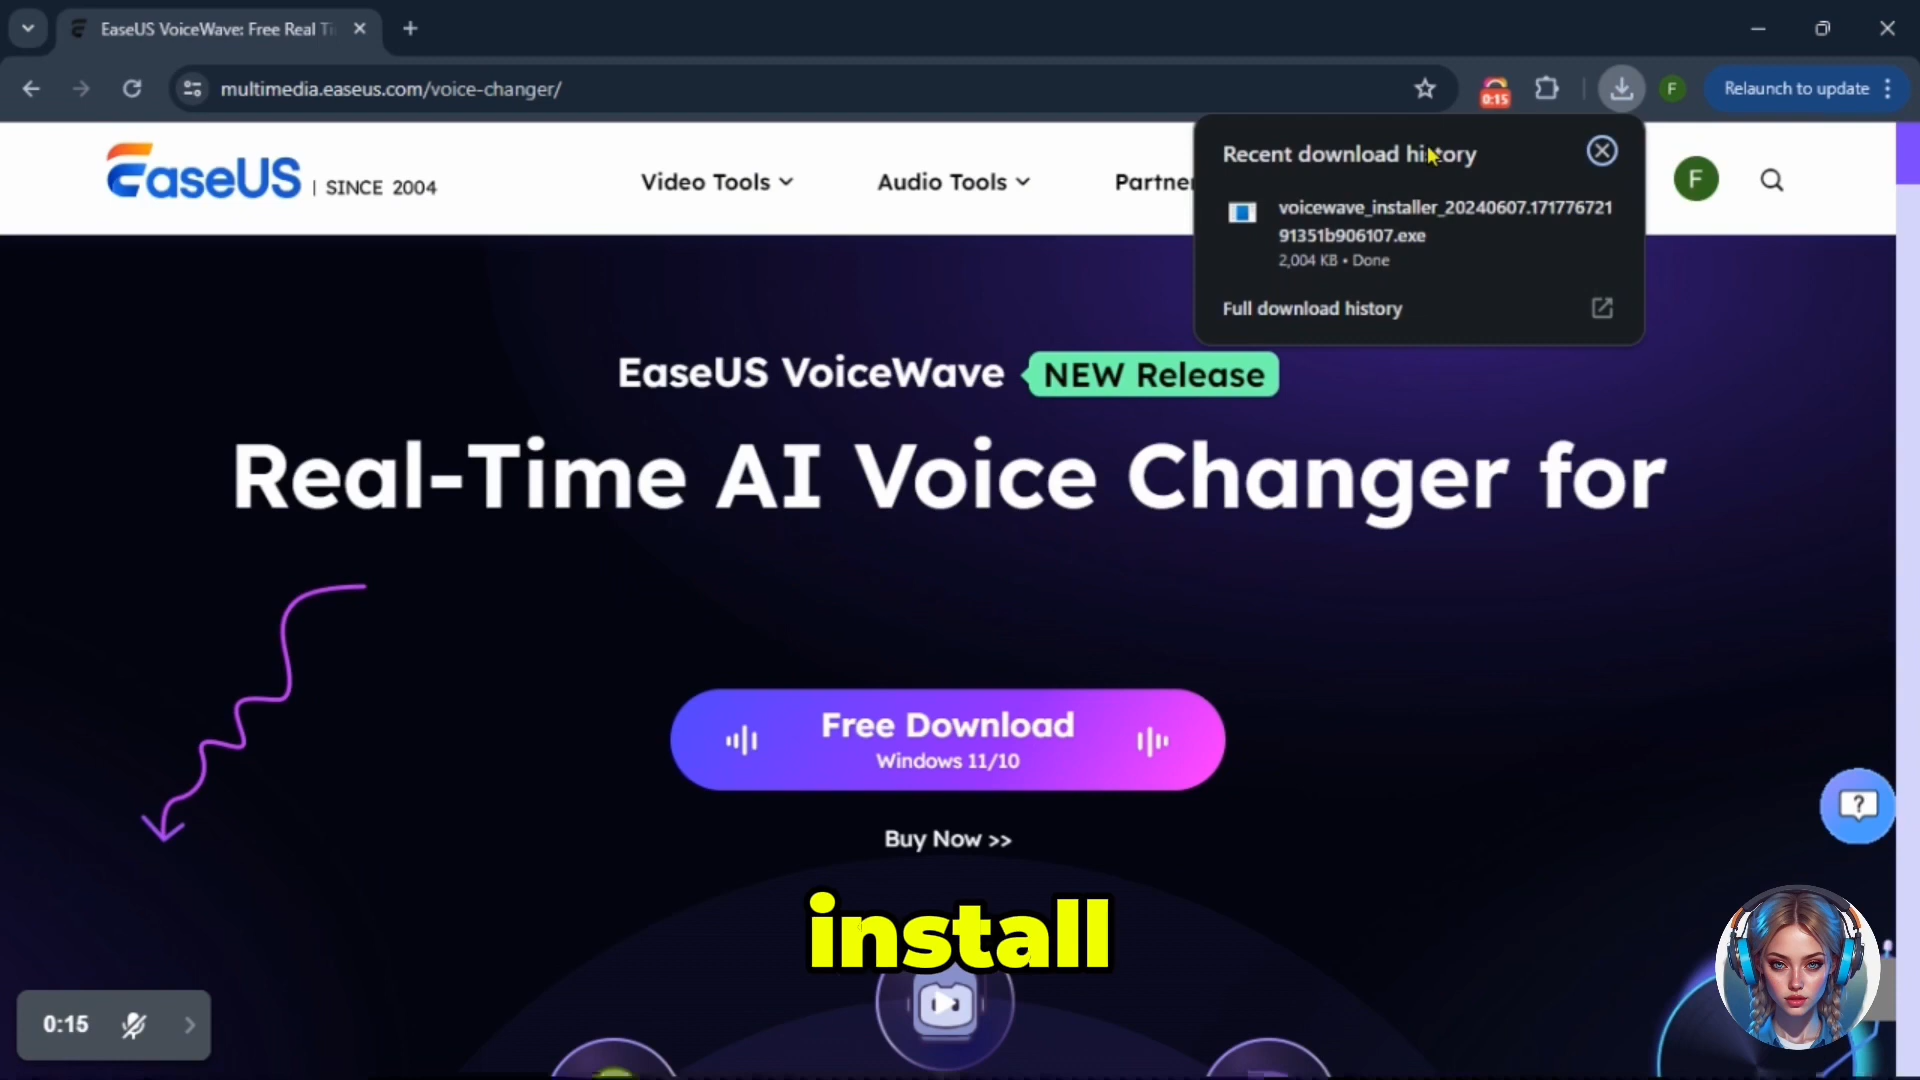 EaseUS VoiceWave: Free Real Ti
multimedia.easeus.com/voice-changer/
0:15
F
Relaunch to update
EaseUS | SINCE 2004
Video Tools
Audio Tools
Partner
F
Recent download history
voicewave_installer_20240607.171776721
91351b906107.exe
2,004 KB • Done
Full download history
EaseUS VoiceWave NEW Release
Real-Time AI Voice Changer for
Free Download
Windows 11/10
Buy Now >>
install
0:15
?